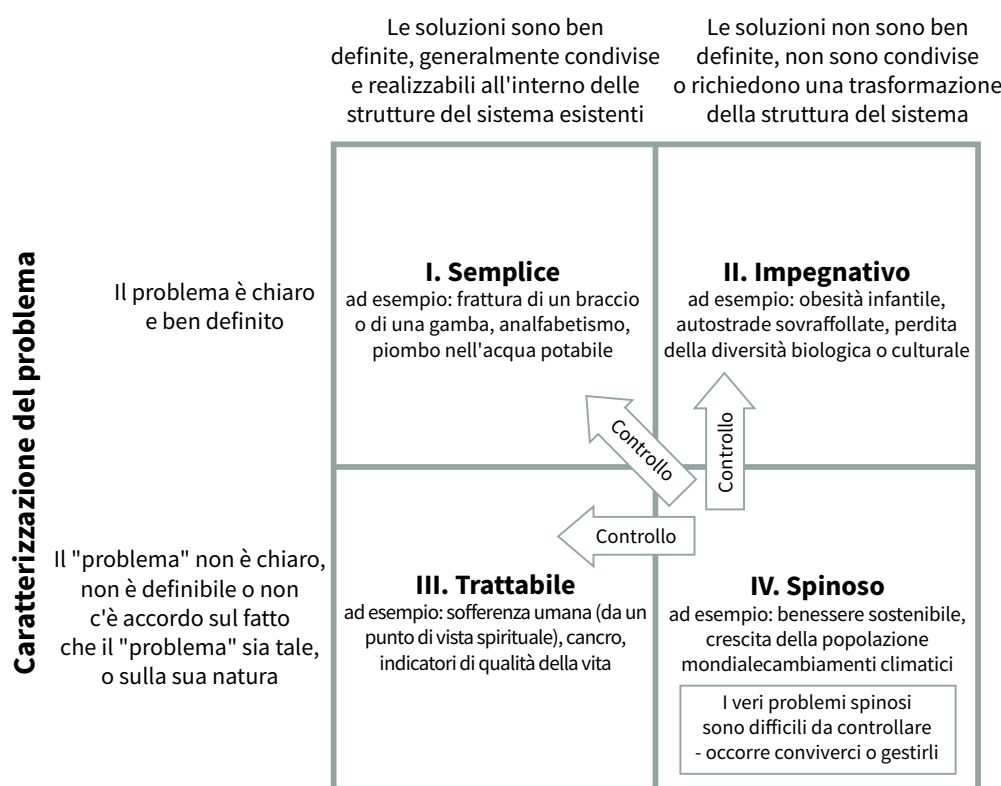 Le soluzioni sono ben
definite, generalmente condivise
e realizzabili all'interno delle
strutture del sistema esistenti
Le soluzioni non sono ben
definite, non sono condivise
o richiedono una trasformazione
della struttura del sistema
Caratterizzazione del problema
Il problema è chiaro
e ben definito
I. Semplice
ad esempio: frattura di un braccio
o di una gamba, analfabetismo,
piombo nell'acqua potabile
II. Impegnativo
ad esempio: obesità infantile,
autostrade sovraffollate, perdita
della diversità biologica o culturale
Controllo
Controllo
Controllo
Il "problema" non è chiaro,
non è definibile o non
c'è accordo sul fatto
che il "problema" sia tale,
o sulla sua natura
III. Trattabile
ad esempio: sofferenza umana (da un
punto di vista spirituale), cancro,
indicatori di qualità della vita
IV. Spinoso
ad esempio: benessere sostenibile,
crescita della popolazione
mondialecambiamenti climatici
I veri problemi spinosi
sono difficili da controllare
- occorre conviverci o gestirli